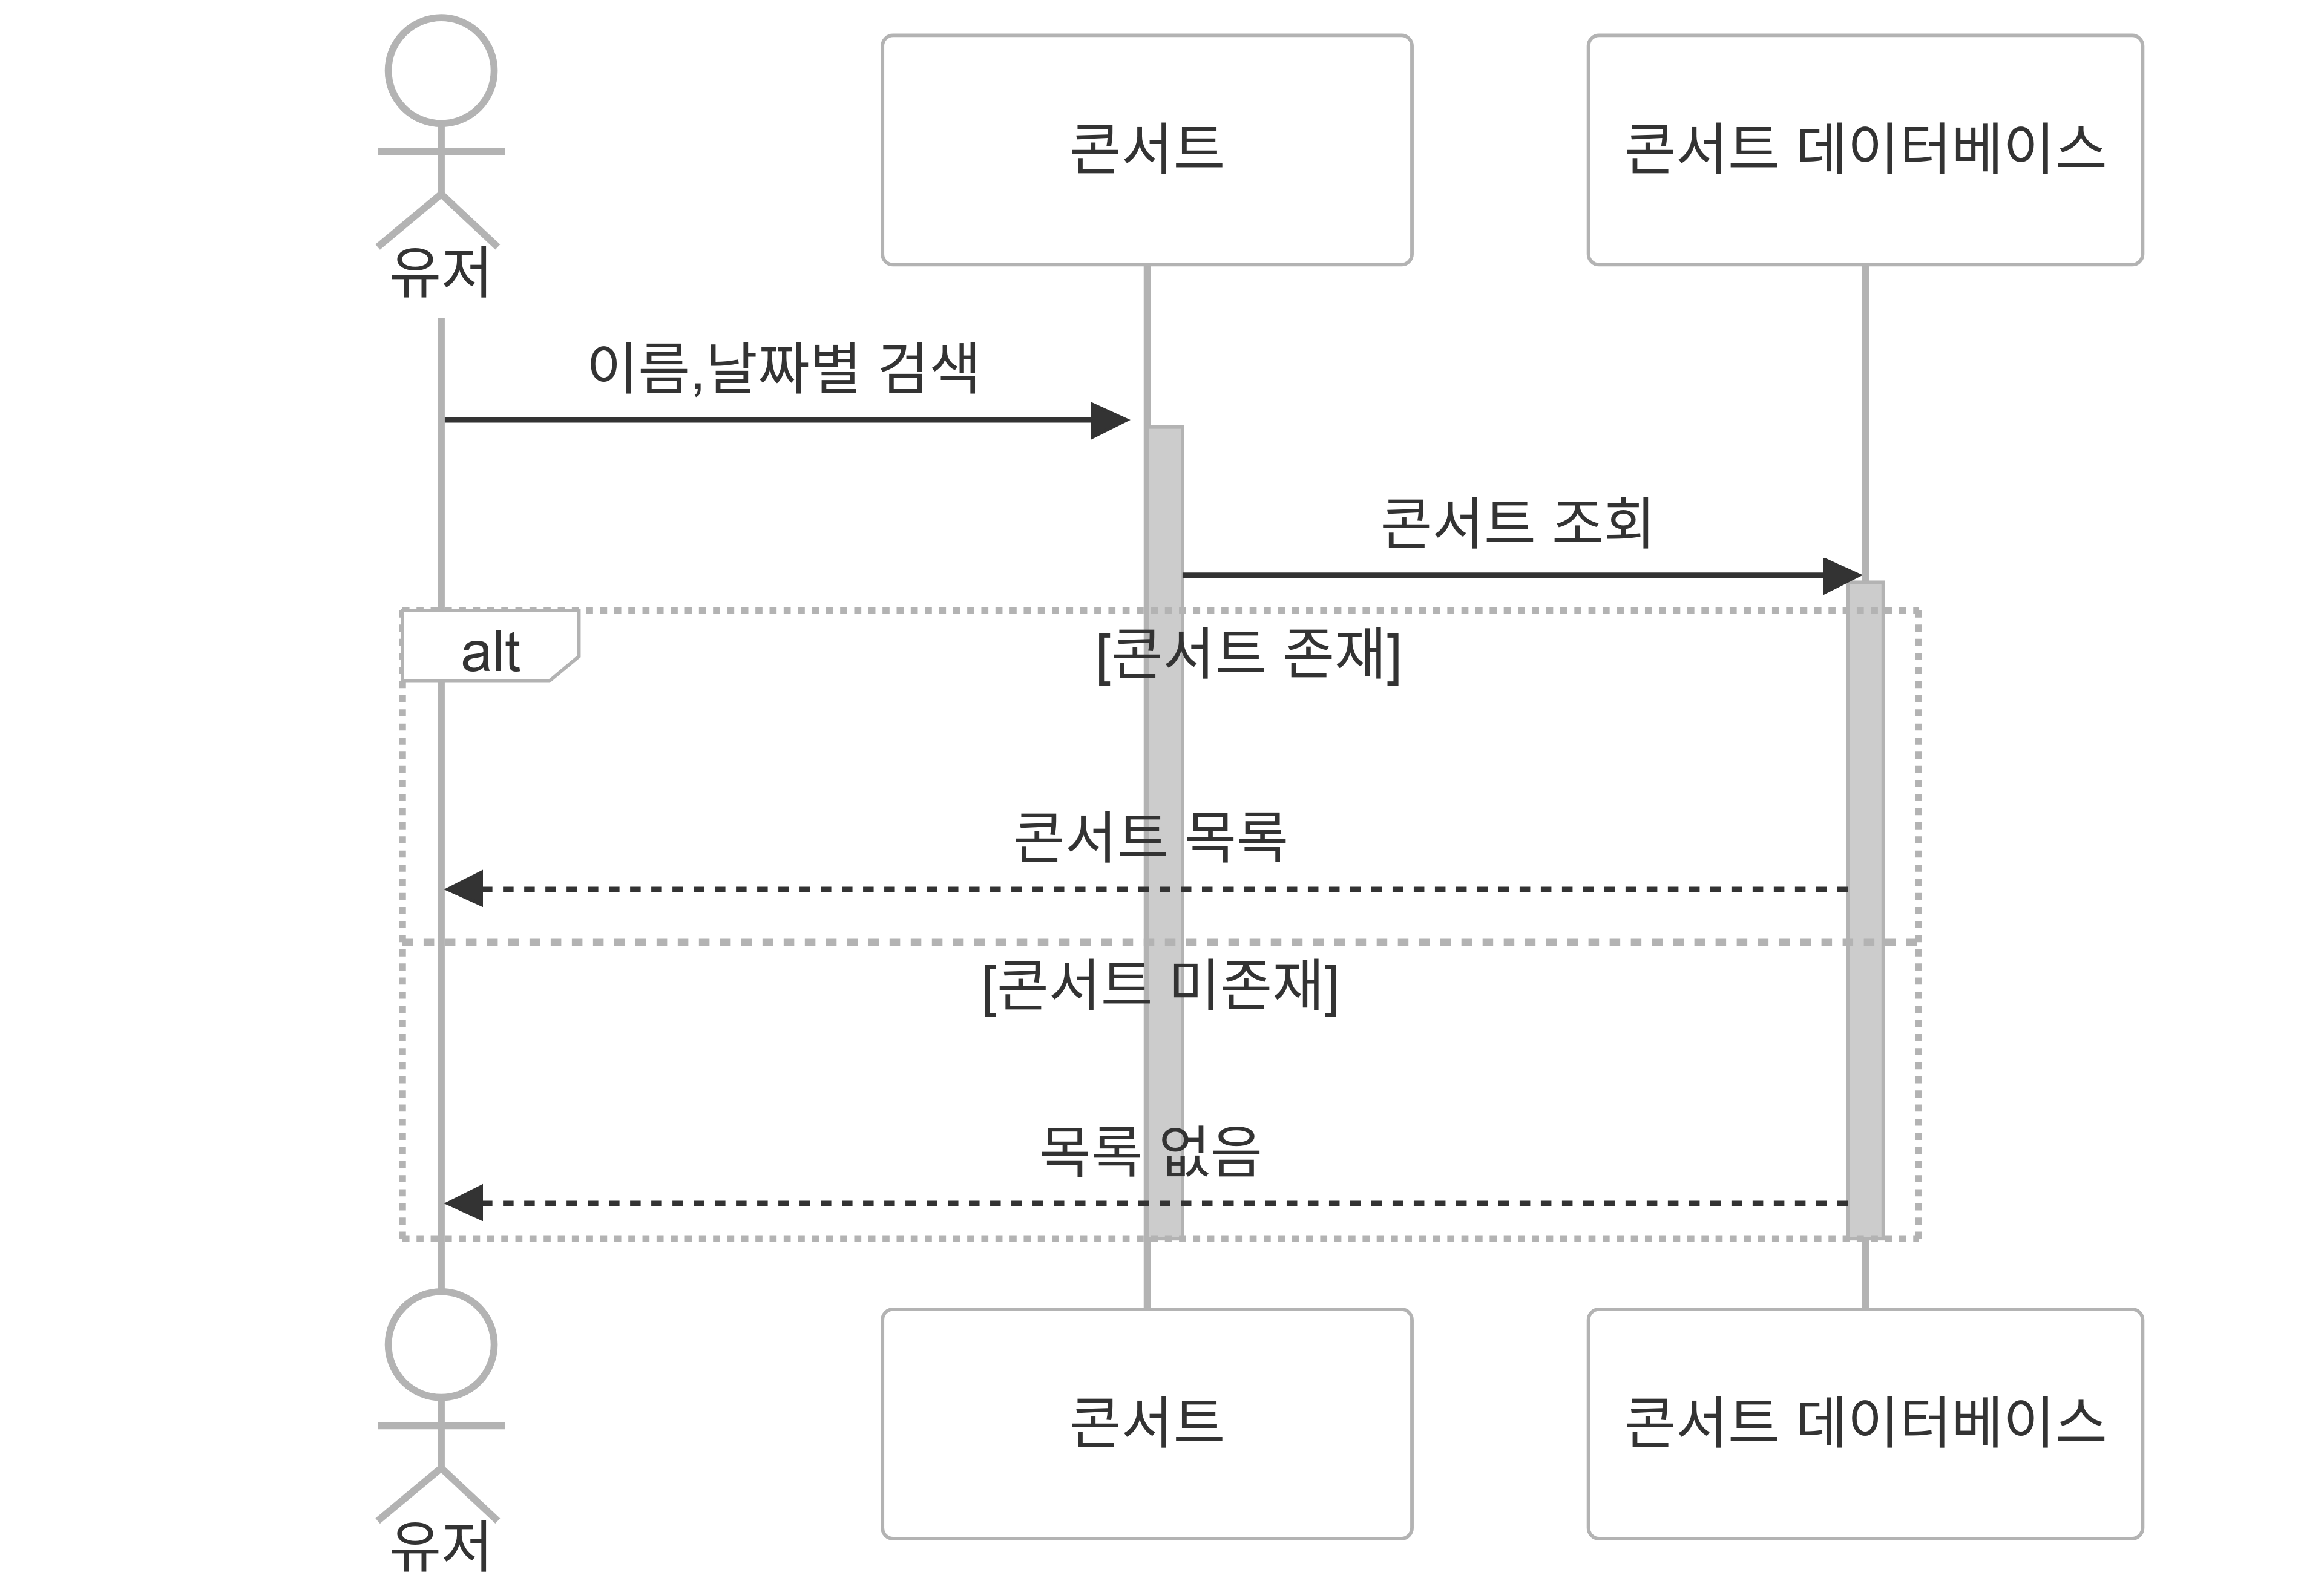 콘서트
콘서트 데이터베이스
유저
이름,날짜별 검색
콘서트 조회
alt
[콘서트 존재]
콘서트 목록
[콘서트 미존재]
목록 없음
콘서트
콘서트 데이터베이스
유저